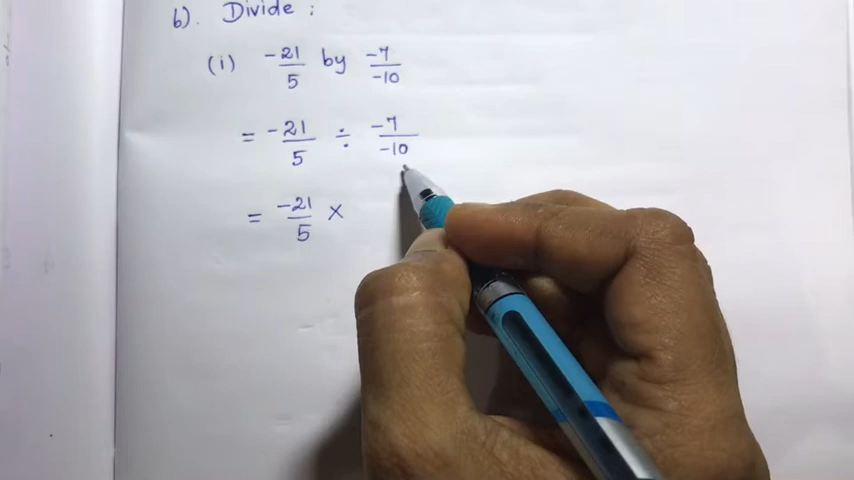 b). Divide :
(i) -21/5 by -7/-10
= -21/5 ÷ -7/-10
= -21/5 ×